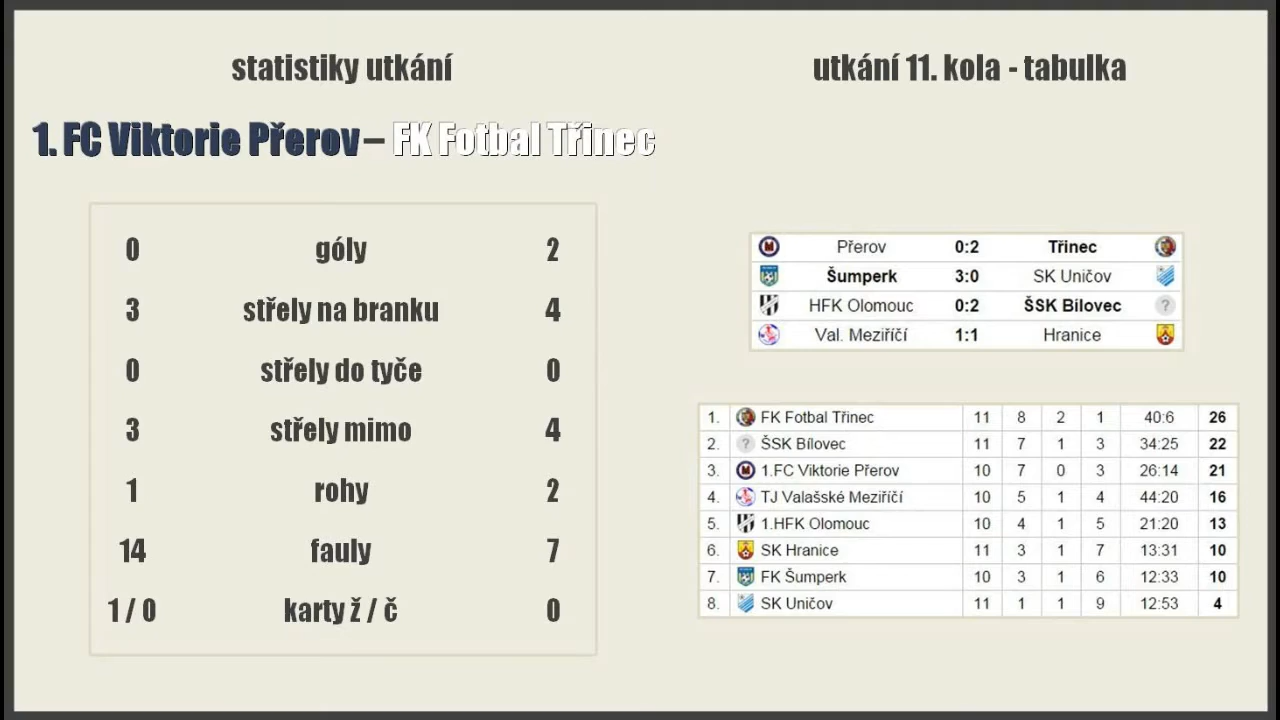 statistiky utkání
1. FC Viktorie Přerov – FK Fotbal Třinec
0 góly 2
3 střely na branku 4
0 střely do tyče 0
3 střely mimo 4
1 rohy 2
14 fauly 7
1 / 0 karty ž / č 0
utkání 11. kola - tabulka
Přerov 0:2 Třinec
Šumperk 3:0 SK Uničov
HFK Olomouc 0:2 ŠSK Bílovec ?
Val. Meziříčí 1:1 Hranice
1. FK Fotbal Třinec 11 8 2 1 40:6 26
2. ? ŠSK Bílovec 11 7 1 3 34:25 22
3. 1.FC Viktorie Přerov 10 7 0 3 26:14 21
4. TJ Valašské Meziříčí 10 5 1 4 44:20 16
5. 1.HFK Olomouc 10 4 1 5 21:20 13
6. SK Hranice 11 3 1 7 13:31 10
7. FK Šumperk 10 3 1 6 12:33 10
8. SK Uničov 11 1 1 9 12:53 4